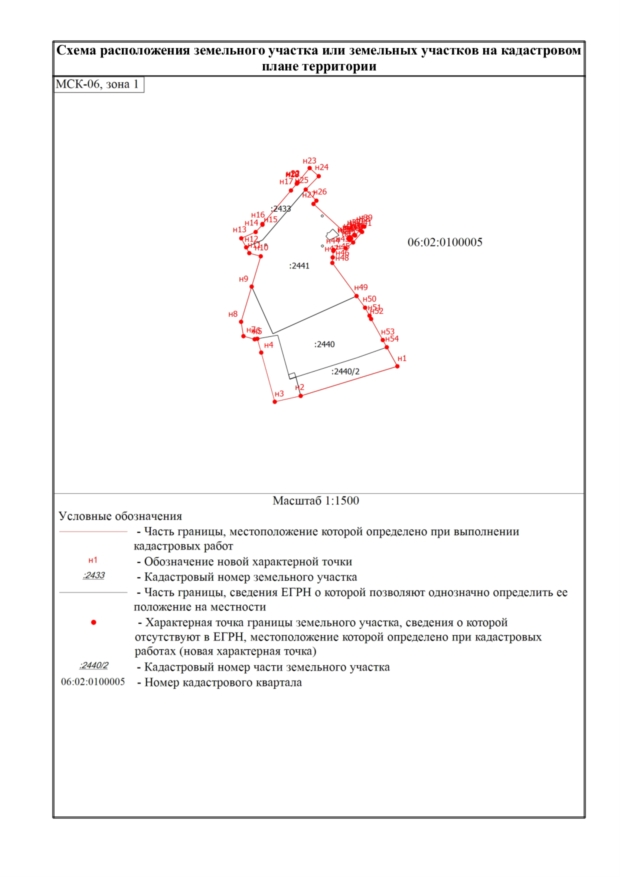 Схема расположения земельного участка или земельных участков на кадастровом
плане территории
МСК-06, зона 1
н23
н24
н17
н25
н26
н27
:2433
н16
н15
н14
н13
н12
н10
06:02:0100005
:2441
н48
н9
н49
н50
н51
н52
н8
н53
н54
:2440
н4
н1
:2440/2
н2
н3
Масштаб 1:1500
Условные обозначения
- Часть границы, местоположение которой определено при выполнении
кадастровых работ
н1 - Обозначение новой характерной точки
:2433 - Кадастровый номер земельного участка
- Часть границы, сведения ЕГРН о которой позволяют однозначно определить ее
положение на местности
- Характерная точка границы земельного участка, сведения о которой
отсутствуют в ЕГРН, местоположение которой определено при кадастровых
работах (новая характерная точка)
:2440/2 - Кадастровый номер части земельного участка
06:02:0100005 - Номер кадастрового квартала